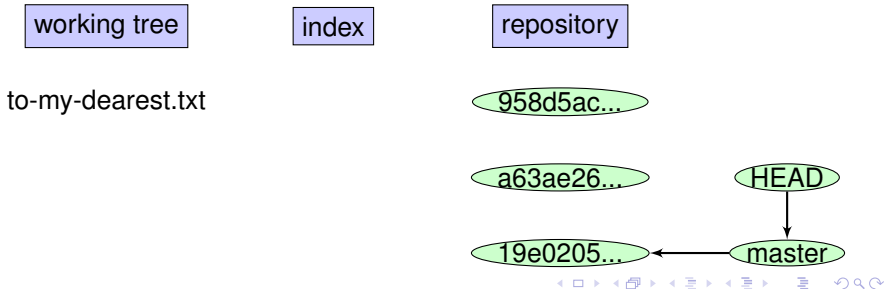 working tree index repository
to-my-dearest.txt 958d5ac...
a63ae26... HEAD
19e0205... master